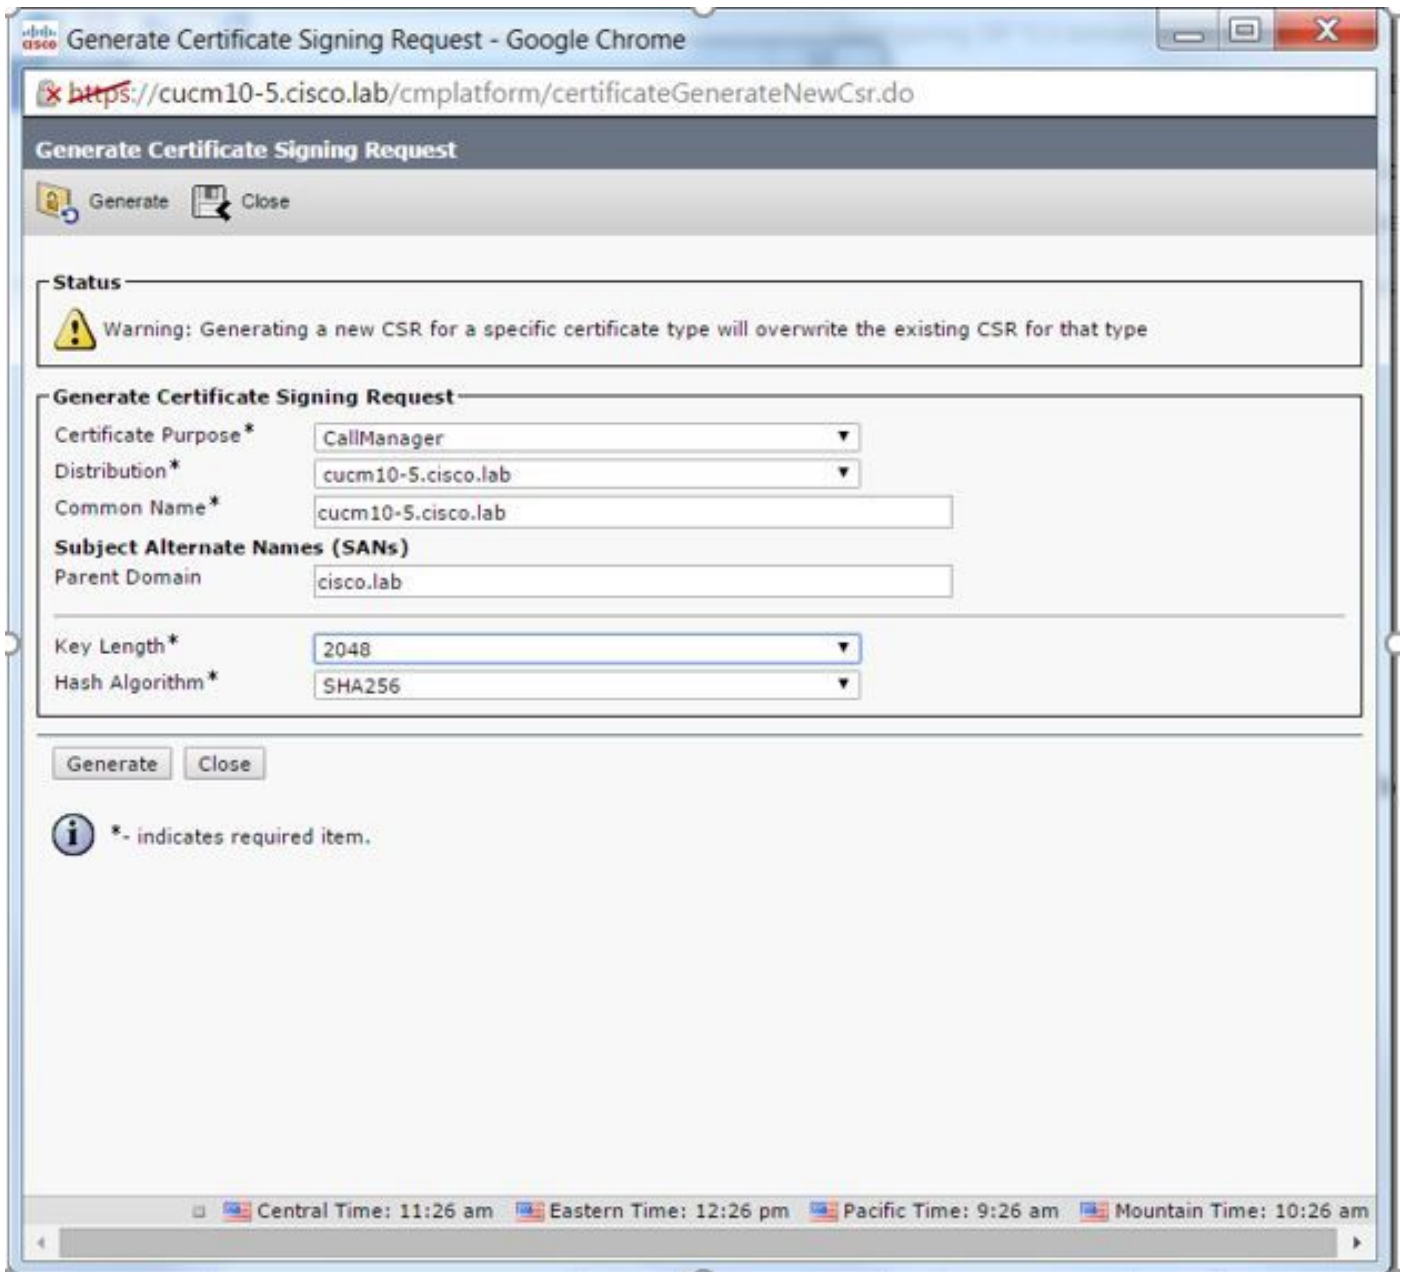 cisco Generate Certificate Signing Request - Google Chrome
X
https://cucm10-5.cisco.lab/cmplatform/certificateGenerateNewCsr.do
Generate Certificate Signing Request
Generate Close
Status
Warning: Generating a new CSR for a specific certificate type will overwrite the existing CSR for that type
Generate Certificate Signing Request
Certificate Purpose* CallManager
Distribution* cucm10-5.cisco.lab
Common Name* cucm10-5.cisco.lab
Subject Alternate Names (SANs)
Parent Domain cisco.lab
Key Length* 2048
Hash Algorithm* SHA256
Generate Close
i *- indicates required item.
Central Time: 11:26 am Eastern Time: 12:26 pm Pacific Time: 9:26 am Mountain Time: 10:26 am